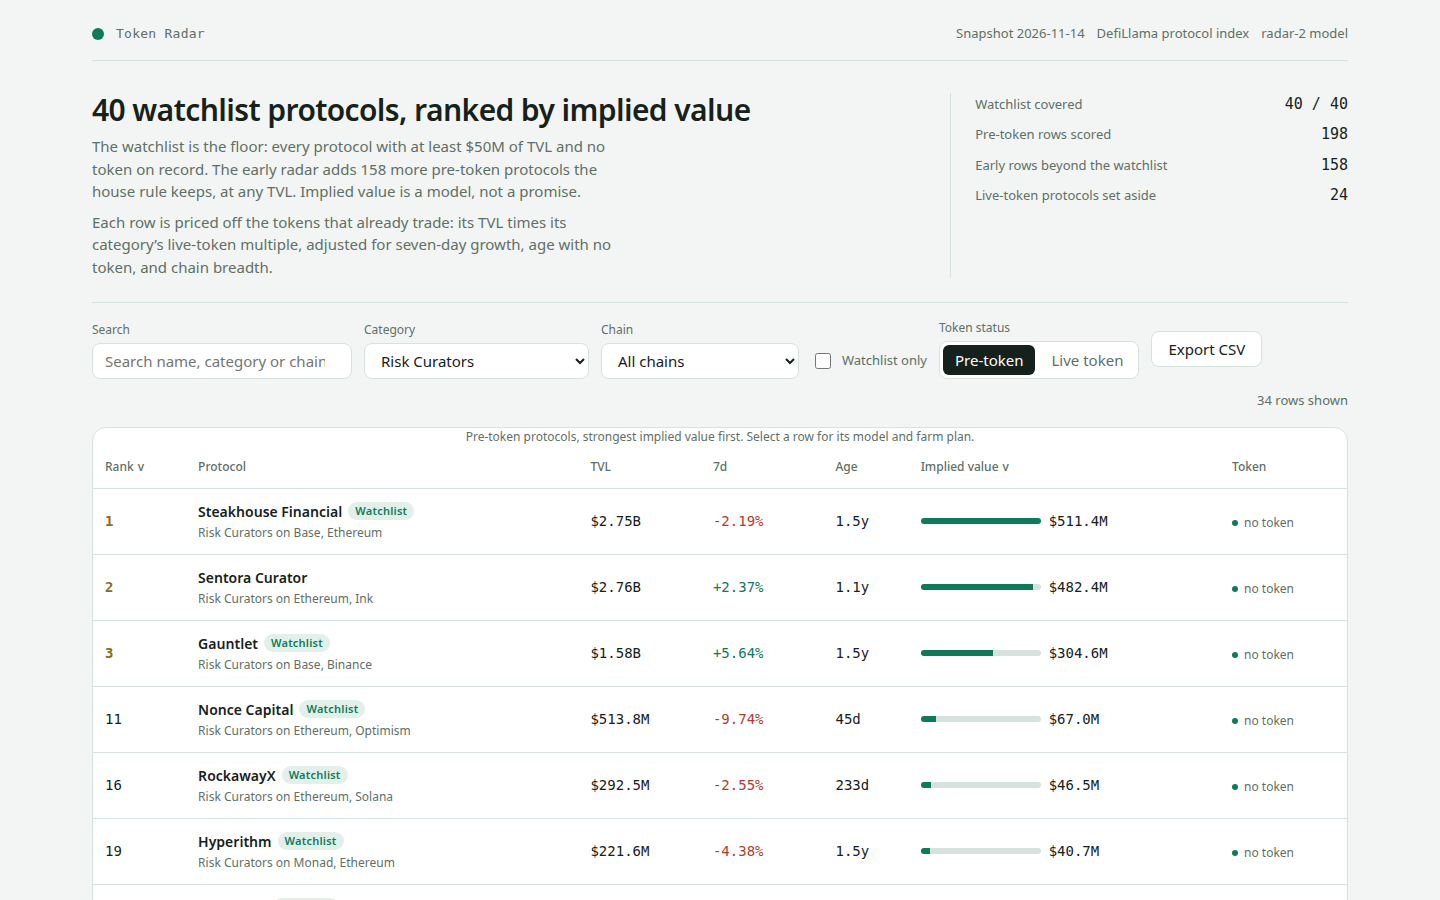 Token Radar
Snapshot 2026-11-14 DefiLlama protocol index radar-2 model
40 watchlist protocols, ranked by implied value
The watchlist is the floor: every protocol with at least $50M of TVL and no
token on record. The early radar adds 158 more pre-token protocols the
house rule keeps, at any TVL. Implied value is a model, not a promise.
Each row is priced off the tokens that already trade: its TVL times its
category’s live-token multiple, adjusted for seven-day growth, age with no
token, and chain breadth.
Watchlist covered 40 / 40
Pre-token rows scored 198
Early rows beyond the watchlist 158
Live-token protocols set aside 24
Search Category Chain Token status
Search name, category or chain Risk Curators All chains Watchlist only Pre-token Live token Export CSV
34 rows shown
Pre-token protocols, strongest implied value first. Select a row for its model and farm plan.
Rank v Protocol TVL 7d Age Implied value v Token
1 Steakhouse Financial Watchlist $2.75B -2.19% 1.5y $511.4M no token
Risk Curators on Base, Ethereum
2 Sentora Curator $2.76B +2.37% 1.1y $482.4M no token
Risk Curators on Ethereum, Ink
3 Gauntlet Watchlist $1.58B +5.64% 1.5y $304.6M no token
Risk Curators on Base, Binance
11 Nonce Capital Watchlist $513.8M -9.74% 45d $67.0M no token
Risk Curators on Ethereum, Optimism
16 RockawayX Watchlist $292.5M -2.55% 233d $46.5M no token
Risk Curators on Ethereum, Solana
19 Hyperithm Watchlist $221.6M -4.38% 1.5y $40.7M no token
Risk Curators on Monad, Ethereum